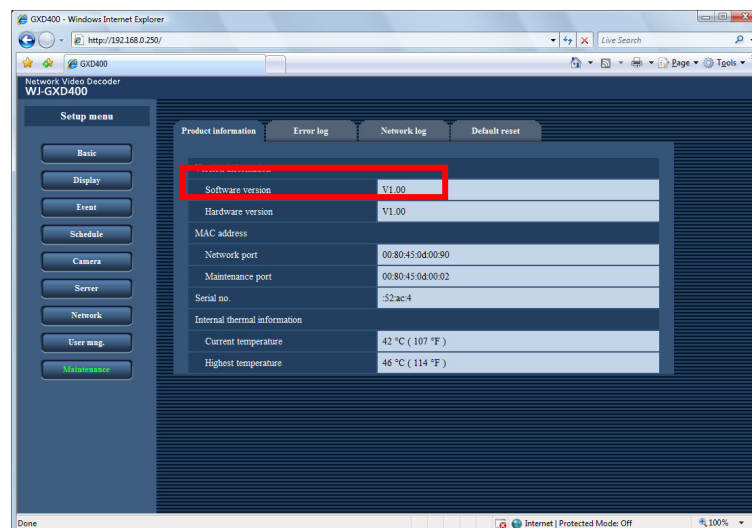 GXD400 - Windows Internet Explorer
http://192.168.0.250/
Live Search
GXD400
Page
Tools
Network Video Decoder
WJ-GXD400
Setup menu
Product information
Error log
Network log
Default reset
Basic
Display
Event
Schedule
Camera
Server
Network
User mng.
Maintenance
Software version V1.00
Hardware version V1.00
MAC address
Network port 00:80:45:0d:00:90
Maintenance port 00:80:45:0d:00:02
Serial no. :52:ac:4
Internal thermal information
Current temperature 42 °C ( 107 °F )
Highest temperature 46 °C ( 114 °F )
Done
Internet | Protected Mode: Off
100%